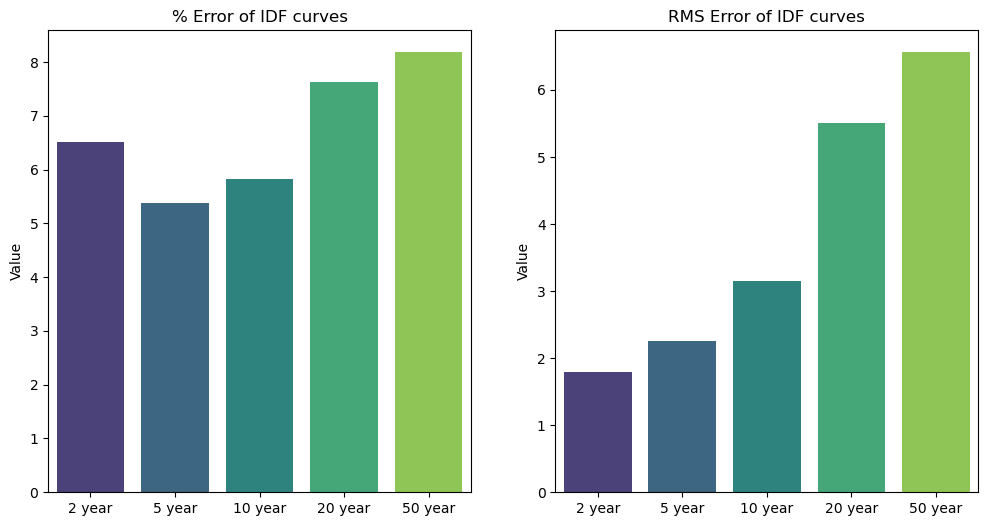 % Error of IDF curves
Value
8
7
6
5
4
3
2
1
0
2 year
5 year
10 year
20 year
50 year
RMS Error of IDF curves
Value
6
5
4
3
2
1
0
2 year
5 year
10 year
20 year
50 year